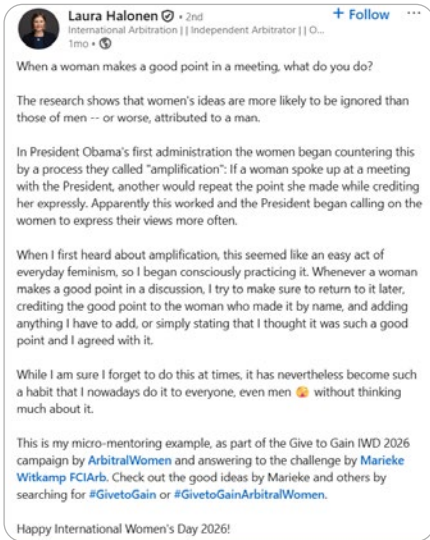 Laura Halonen • 2nd
+ Follow ...
International Arbitration || Independent Arbitrator || O...
1mo •
When a woman makes a good point in a meeting, what do you do?
The research shows that women's ideas are more likely to be ignored than
those of men -- or worse, attributed to a man.
In President Obama's first administration the women began countering this
by a process they called "amplification": If a woman spoke up at a meeting
with the President, another would repeat the point she made while crediting
her expressly. Apparently this worked and the President began calling on the
women to express their views more often.
When I first heard about amplification, this seemed like an easy act of
everyday feminism, so I began consciously practicing it. Whenever a woman
makes a good point in a discussion, I try to make sure to return to it later,
crediting the good point to the woman who made it by name, and adding
anything I have to add, or simply stating that I thought it was such a good
point and I agreed with it.
While I am sure I forget to do this at times, it has nevertheless become such
a habit that I nowadays do it to everyone, even men 🫣 without thinking
much about it.
This is my micro-mentoring example, as part of the Give to Gain IWD 2026
campaign by ArbitralWomen and answering to the challenge by Marieke
Witkamp FCIArb. Check out the good ideas by Marieke and others by
searching for #GivetoGain or #GivetoGainArbitralWomen.
Happy International Women's Day 2026!